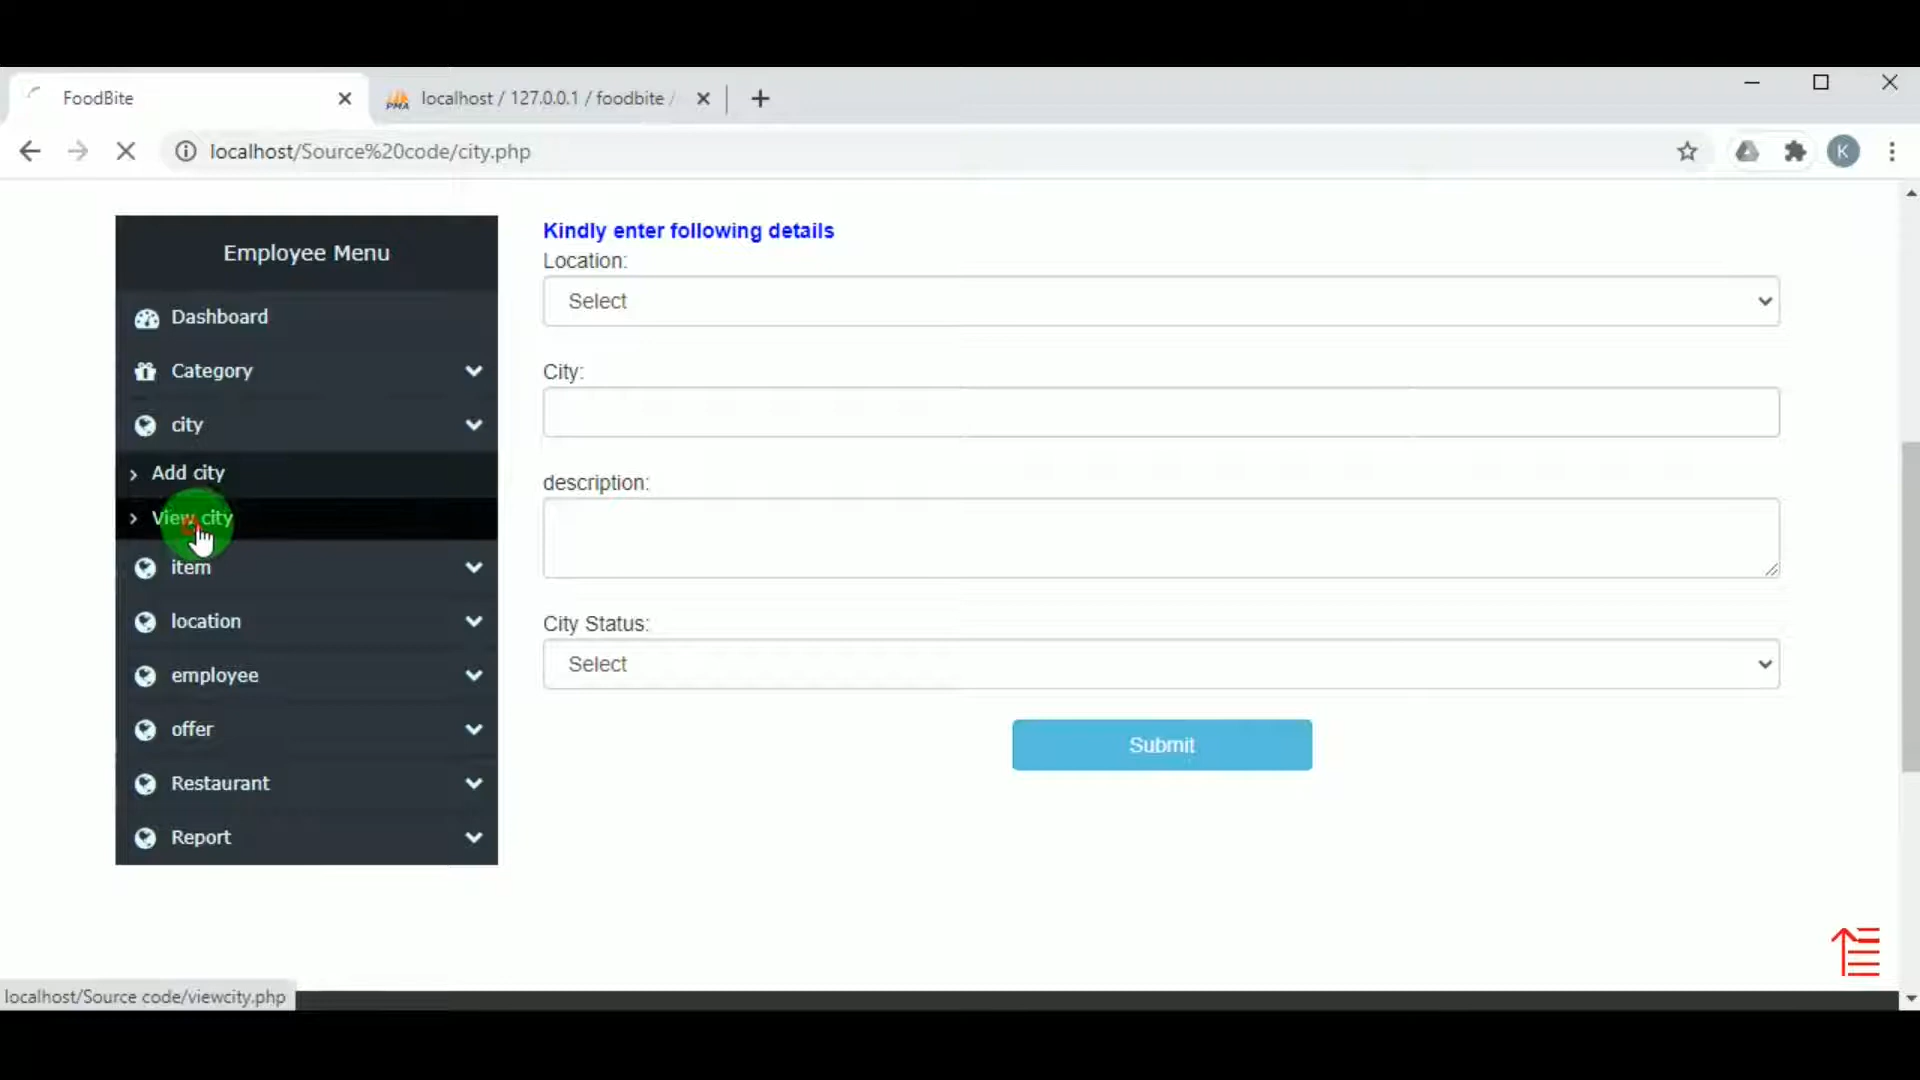 FoodBite
localhost / 127.0.0.1 / foodbite /
localhost/Source%20code/city.php
K
Employee Menu
Dashboard
Category
city
Add city
View city
item
location
employee
offer
Restaurant
Report
Kindly enter following details
Location:
Select
City:
description:
City Status:
Select
Submit
localhost/Source code/viewcity.php